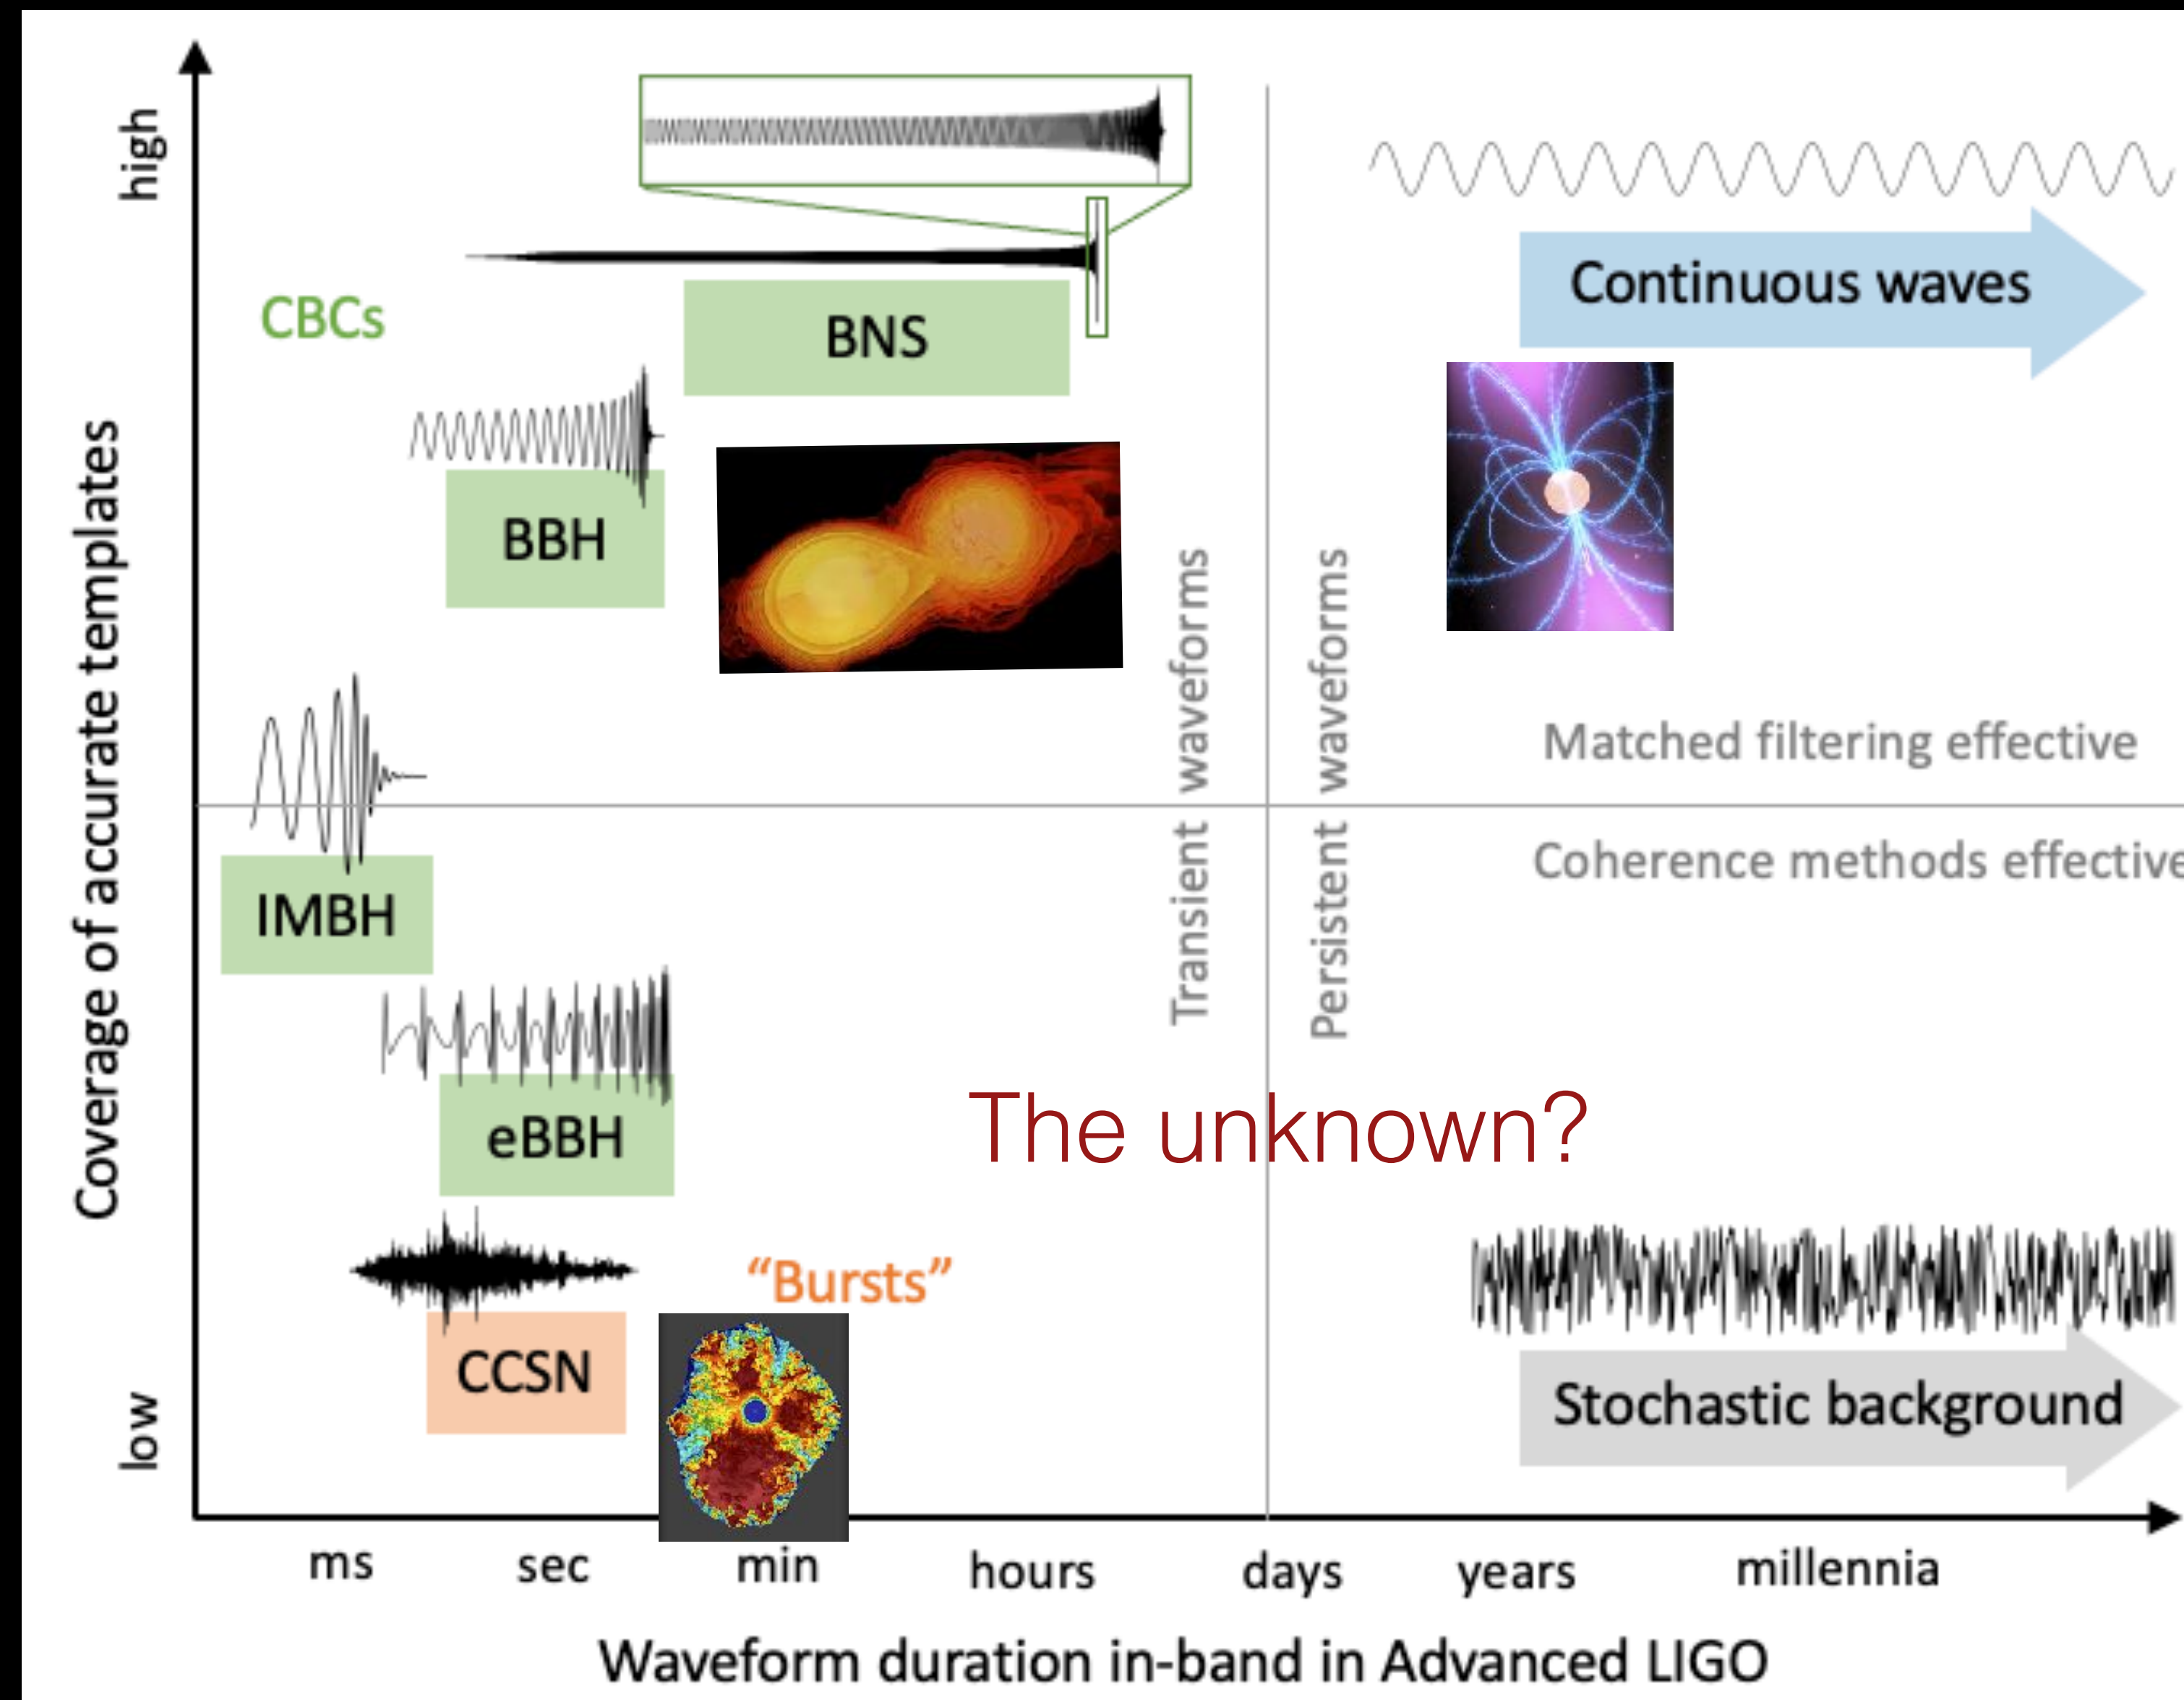 high
CBCs
BNS
BBH
Continuous waves
Coverage of accurate templates
Transient waveforms
Persistent waveforms
Matched filtering effective
Coherence methods effective
IMBH
eBBH
The unknown?
"Bursts"
CCSN
Stochastic background
low
ms sec min hours days years millennia
Waveform duration in-band in Advanced LIGO